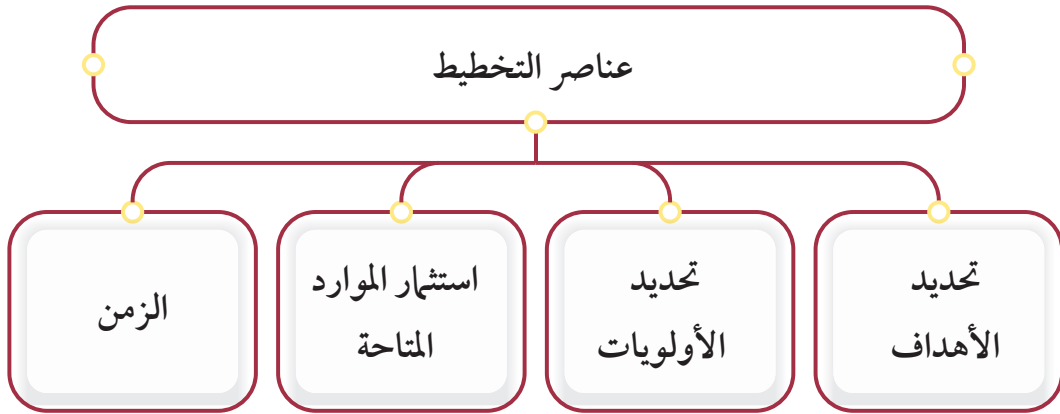 عناصر التخطيط
تحديد
الأهداف
تحديد
الأولويات
استثمار الموارد
المتاحة
الزمن